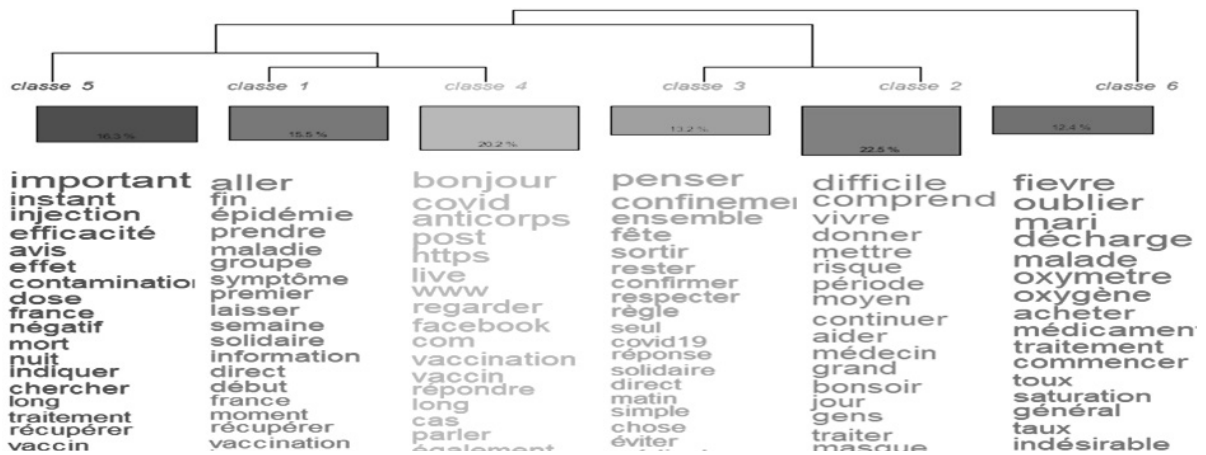 classe 5 classe 1 classe 4 classe 3 classe 2 classe 6
16.3 % 15.5 % 20.2 % 13.2 % 22.5 % 12.4 %
important
instant
injection
efficacité
avis
effet
contaminatio
dose
france
négatif
mort
nuit
indiquer
chercher
long
traitement
récupérer
vaccin
aller
fin
épidémie
prendre
maladie
groupe
symptôme
premier
laisser
semaine
solidaire
information
direct
début
france
moment
récupérer
vaccination
bonjour
covid
anticorps
post
https
live
www
regarder
facebook
com
vaccination
vaccin
répondre
long
cas
parler
également
penser
confinemen
ensemble
fête
sortir
rester
confirmer
respecter
règle
seul
covid19
réponse
solidaire
direct
matin
simple
chose
éviter
difficile
comprend
vivre
donner
mettre
risque
période
moyen
continuer
aider
médecin
grand
bonsoir
jour
gens
traiter
masque
fievre
oublier
mari
décharge
malade
oxymetre
oxygène
acheter
médicamen
traitement
commencer
toux
saturation
général
taux
indésirable